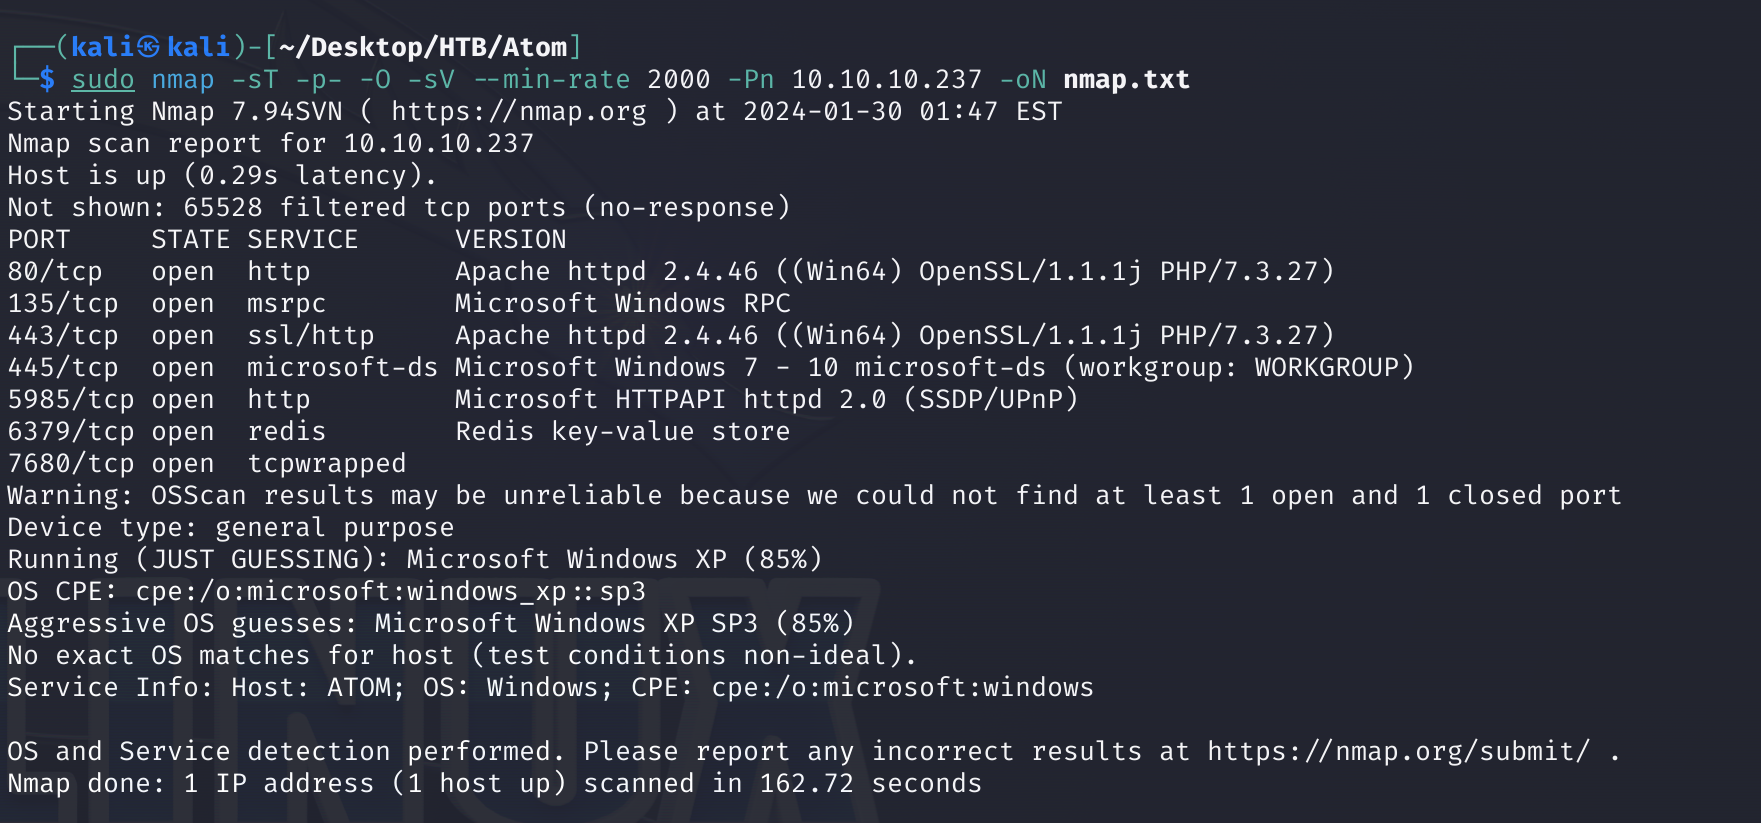 ┌──(kali㉿kali)-[~/Desktop/HTB/Atom]
└─$ sudo nmap -sT -p- -O -sV --min-rate 2000 -Pn 10.10.10.237 -oN nmap.txt
Starting Nmap 7.94SVN ( https://nmap.org ) at 2024-01-30 01:47 EST
Nmap scan report for 10.10.10.237
Host is up (0.29s latency).
Not shown: 65528 filtered tcp ports (no-response)
PORT     STATE SERVICE      VERSION
80/tcp   open  http         Apache httpd 2.4.46 ((Win64) OpenSSL/1.1.1j PHP/7.3.27)
135/tcp  open  msrpc        Microsoft Windows RPC
443/tcp  open  ssl/http     Apache httpd 2.4.46 ((Win64) OpenSSL/1.1.1j PHP/7.3.27)
445/tcp  open  microsoft-ds Microsoft Windows 7 - 10 microsoft-ds (workgroup: WORKGROUP)
5985/tcp open  http         Microsoft HTTPAPI httpd 2.0 (SSDP/UPnP)
6379/tcp open  redis        Redis key-value store
7680/tcp open  tcpwrapped
Warning: OSScan results may be unreliable because we could not find at least 1 open and 1 closed port
Device type: general purpose
Running (JUST GUESSING): Microsoft Windows XP (85%)
OS CPE: cpe:/o:microsoft:windows_xp::sp3
Aggressive OS guesses: Microsoft Windows XP SP3 (85%)
No exact OS matches for host (test conditions non-ideal).
Service Info: Host: ATOM; OS: Windows; CPE: cpe:/o:microsoft:windows

OS and Service detection performed. Please report any incorrect results at https://nmap.org/submit/ .
Nmap done: 1 IP address (1 host up) scanned in 162.72 seconds